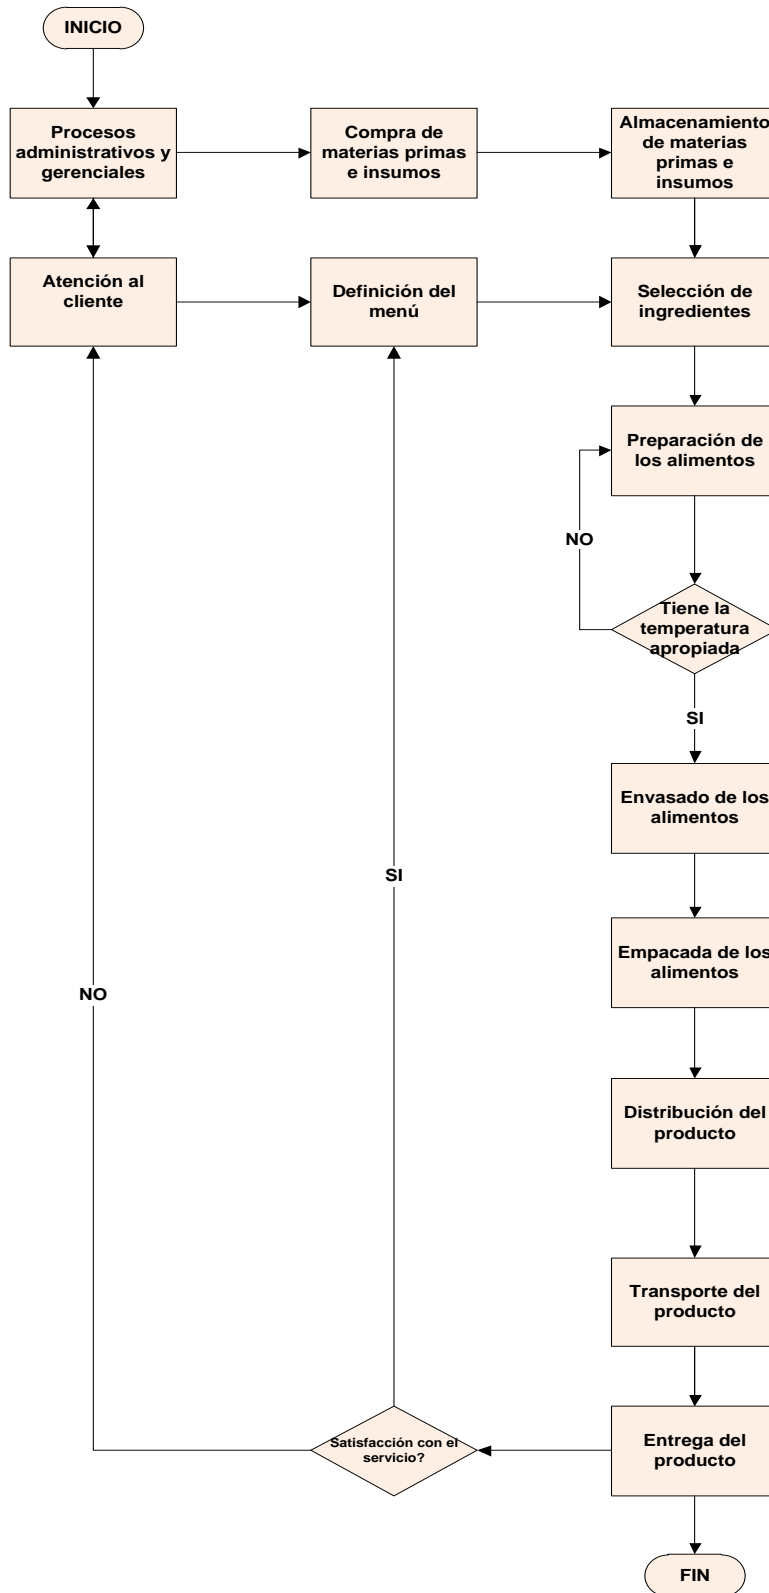 INICIO
Procesos
administrativos y
gerenciales
Compra de
materias primas
e insumos
Almacenamiento
de materias
primas e
insumos
Atención al
cliente
Definición del
menú
Selección de
ingredientes
Preparación de
los alimentos
NO
Tiene la
temperatura
apropiada
SI
Envasado de los
alimentos
SI
Empacada de los
alimentos
NO
Distribución del
producto
Transporte del
producto
Satisfacción con el
servicio?
Entrega del
producto
FIN